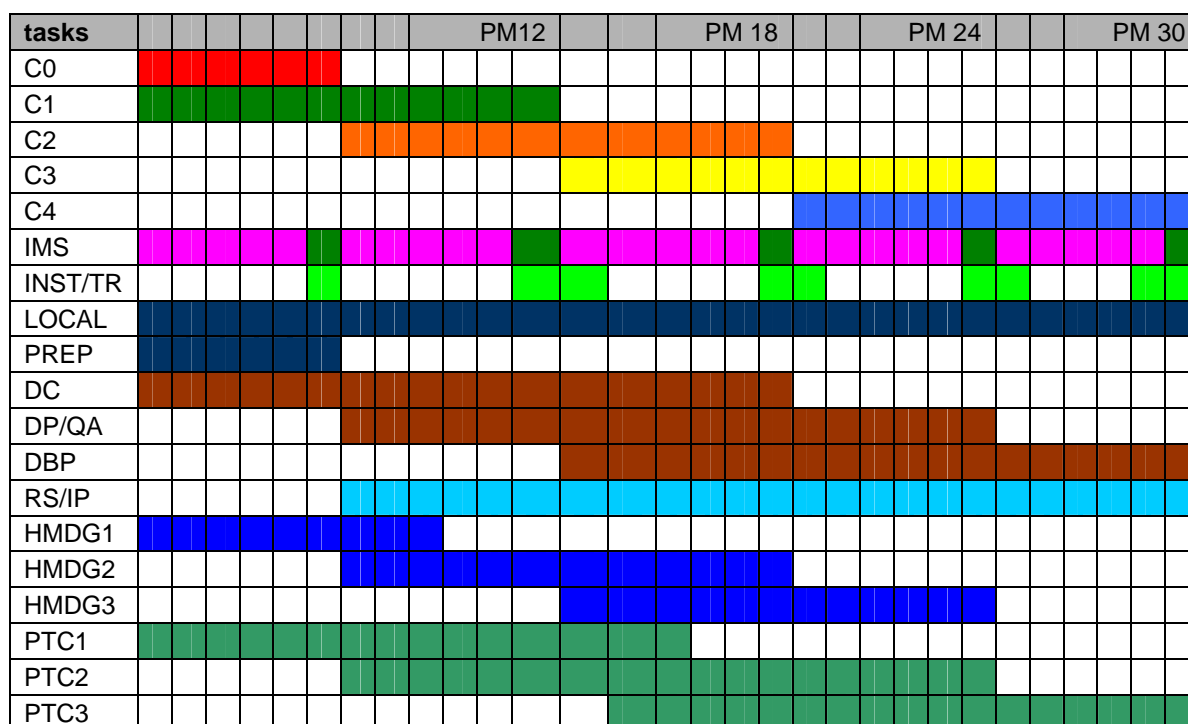 tasks PM12 PM 18 PM 24 PM 30
C0
C1
C2
C3
C4
IMS
INST/TR
LOCAL
PREP
DC
DP/QA
DBP
RS/IP
HMDG1
HMDG2
HMDG3
PTC1
PTC2
PTC3